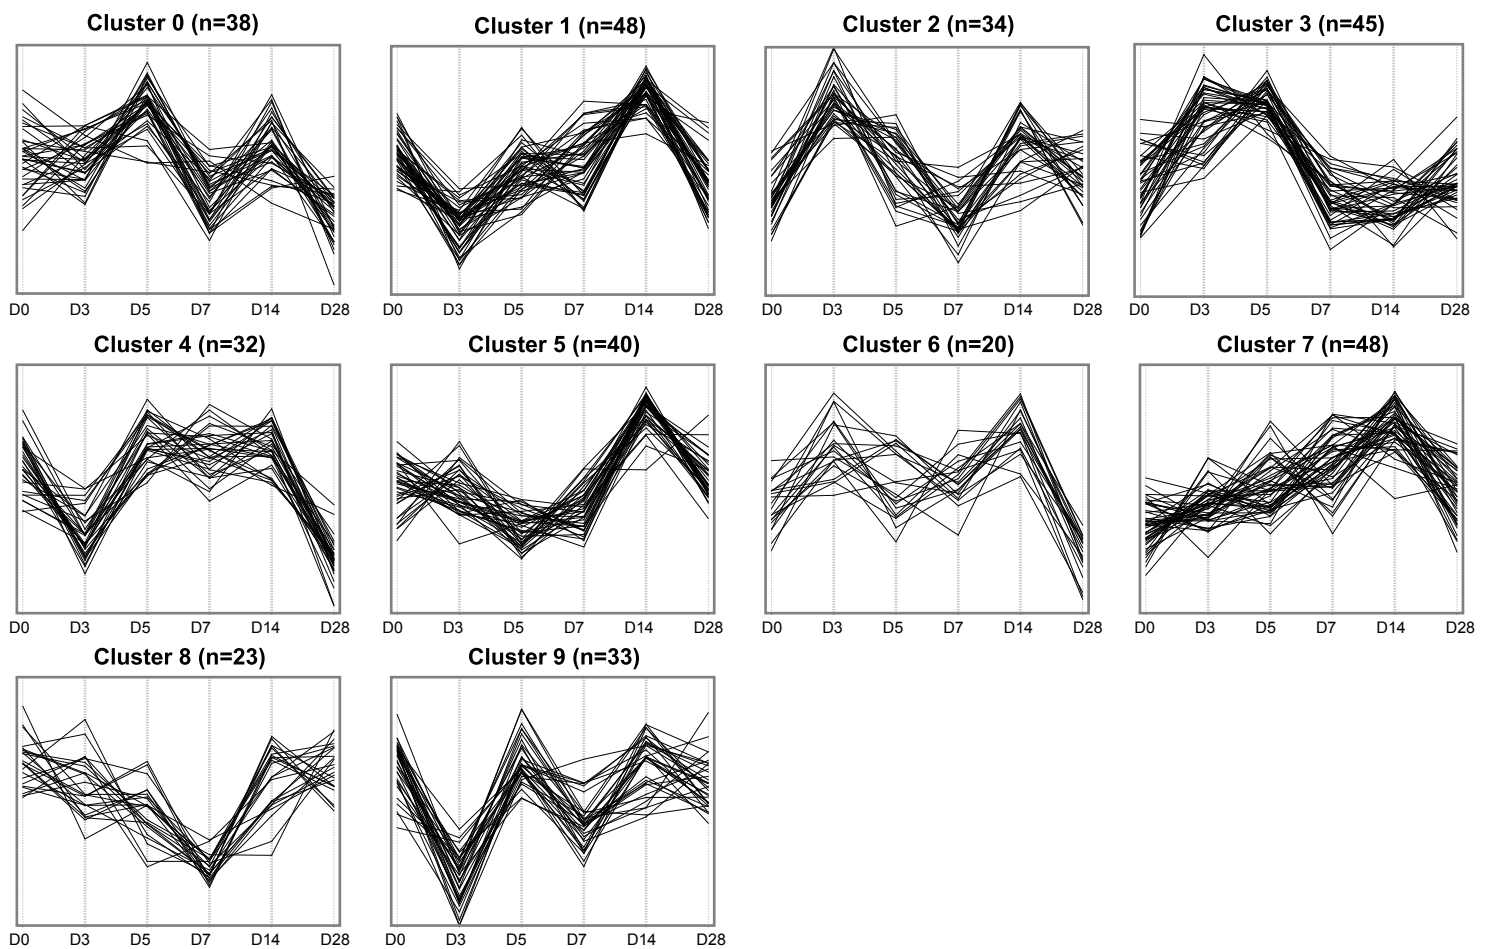 Cluster 0 (n=38)
Cluster 1 (n=48)
Cluster 2 (n=34)
Cluster 3 (n=45)
D0 D3 D5 D7 D14 D28
D0 D3 D5 D7 D14 D28
D0 D3 D5 D7 D14 D28
D0 D3 D5 D7 D14 D28
Cluster 4 (n=32)
Cluster 5 (n=40)
Cluster 6 (n=20)
Cluster 7 (n=48)
D0 D3 D5 D7 D14 D28
D0 D3 D5 D7 D14 D28
D0 D3 D5 D7 D14 D28
D0 D3 D5 D7 D14 D28
Cluster 8 (n=23)
Cluster 9 (n=33)
D0 D3 D5 D7 D14 D28
D0 D3 D5 D7 D14 D28